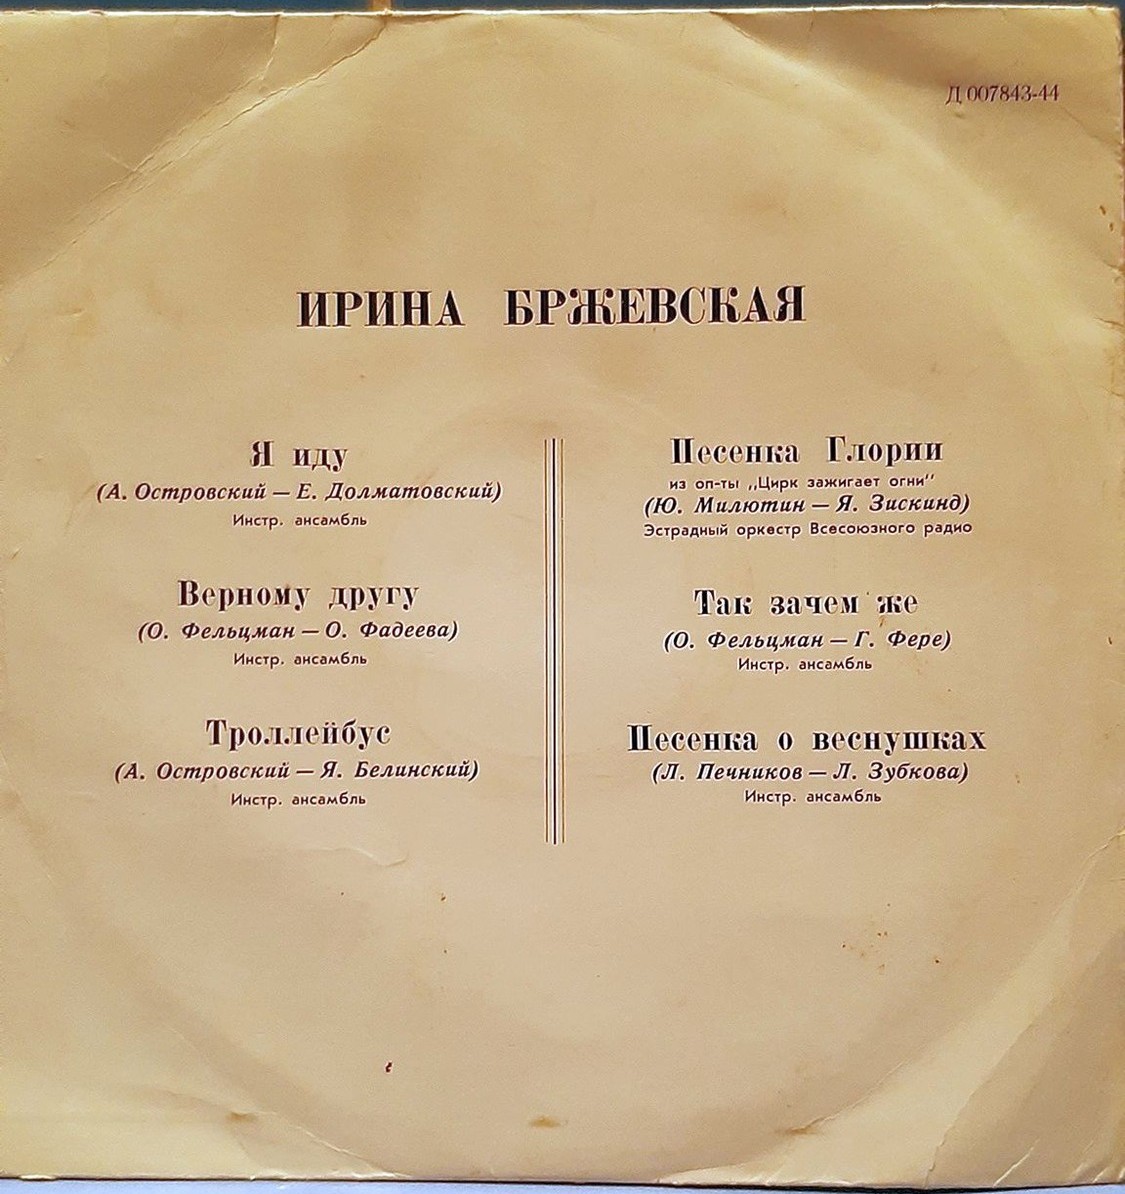 Д 007843-44
ИРИНА БРЖЕВСКАЯ
Я иду
(А. Островский — Е. Долматовский)
Инстр. ансамбль
Верному другу
(О. Фельцман — О. Фадеева)
Инстр. ансамбль
Троллейбус
(А. Островский — Я. Белинский)
Инстр. ансамбль
Песенка Глории
из оп-ты „Цирк зажигает огни"
(Ю. Милютин — Я. Зискинд)
Эстрадный оркестр Всесоюзного радио
Так зачем же
(О. Фельцман — Г. Фере)
Инстр. ансамбль
Песенка о веснушках
(Л. Печников — Л. Зубкова)
Инстр. ансамбль